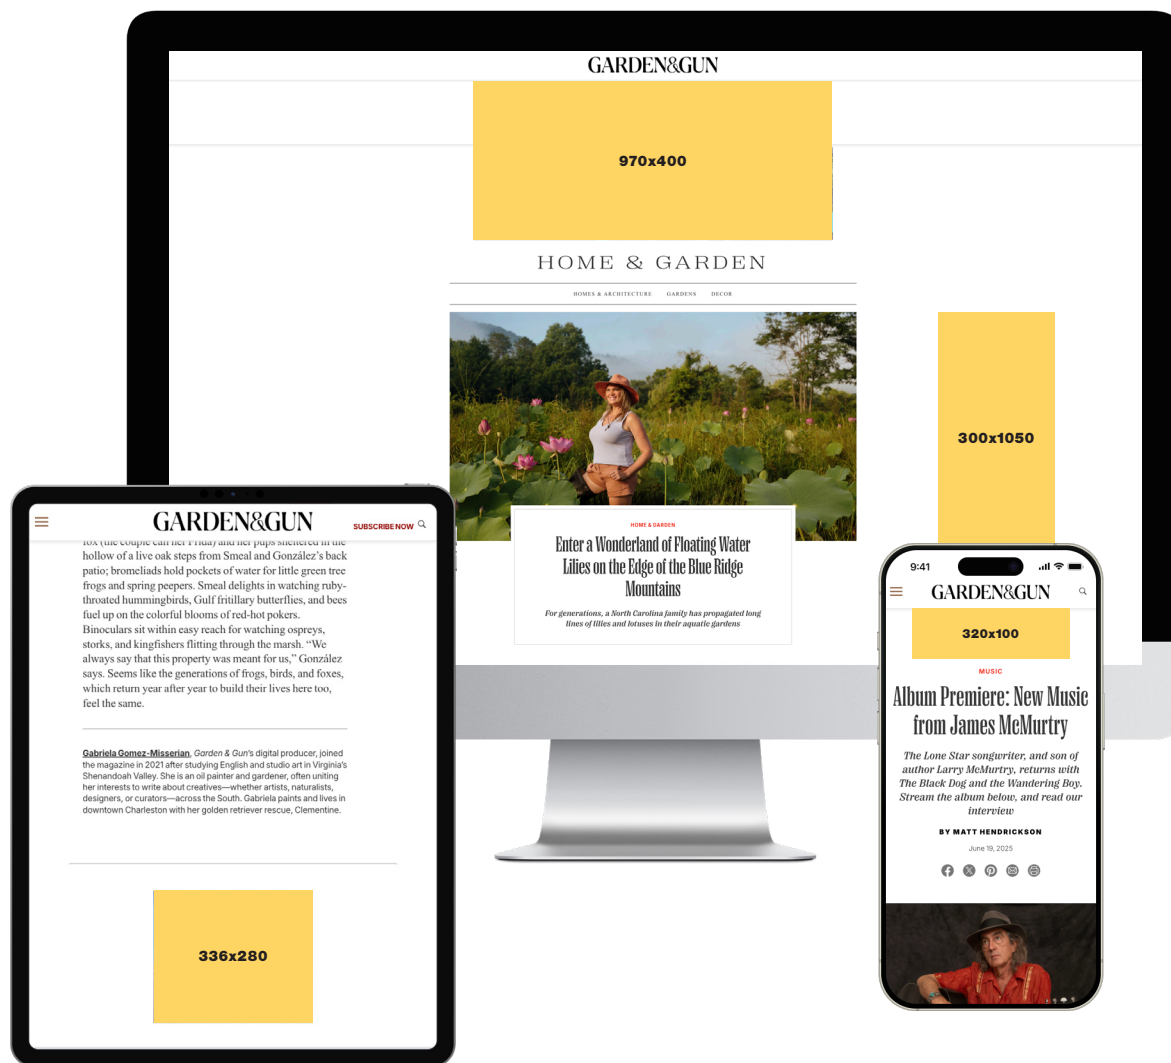 GARDEN&GUN
970x400
HOME & GARDEN
HOMES & ARCHITECTURE GARDENS DECOR
300x1050
HOME & GARDEN
Enter a Wonderland of Floating Water
Lilies on the Edge of the Blue Ridge
Mountains
For generations, a North Carolina family has propagated long
lines of lilies and lotuses in their aquatic gardens
GARDEN&GUN
SUBSCRIBE NOW
fox (the couple call her Frida) and her pups sheltered in the
hollow of a live oak steps from Smeal and González's back
patio; bromeliads hold pockets of water for little green tree
frogs and spring peepers. Smeal delights in watching ruby-
throated hummingbirds, Gulf fritillary butterflies, and bees
fuel up on the colorful blooms of red-hot pokers.
Binoculars sit within easy reach for watching ospreys,
storks, and kingfishers flitting through the marsh. “We
always say that this property was meant for us,” González
says. Seems like the generations of frogs, birds, and foxes,
which return year after year to build their lives here too,
feel the same.
Gabriela Gomez-Misserian, Garden & Gun's digital producer, joined
the magazine in 2021 after studying English and studio art in Virginia's
Shenandoah Valley. She is an oil painter and gardener, often uniting
her interests to write about creatives—whether artists, naturalists,
designers, or curators—across the South. Gabriela paints and lives in
downtown Charleston with her golden retriever rescue, Clementine.
336x280
9:41
GARDEN&GUN
320x100
MUSIC
Album Premiere: New Music
from James McMurtry
The Lone Star songwriter, and son of
author Larry McMurtry, returns with
The Black Dog and the Wandering Boy.
Stream the album below, and read our
interview
BY MATT HENDRICKSON
June 19, 2025